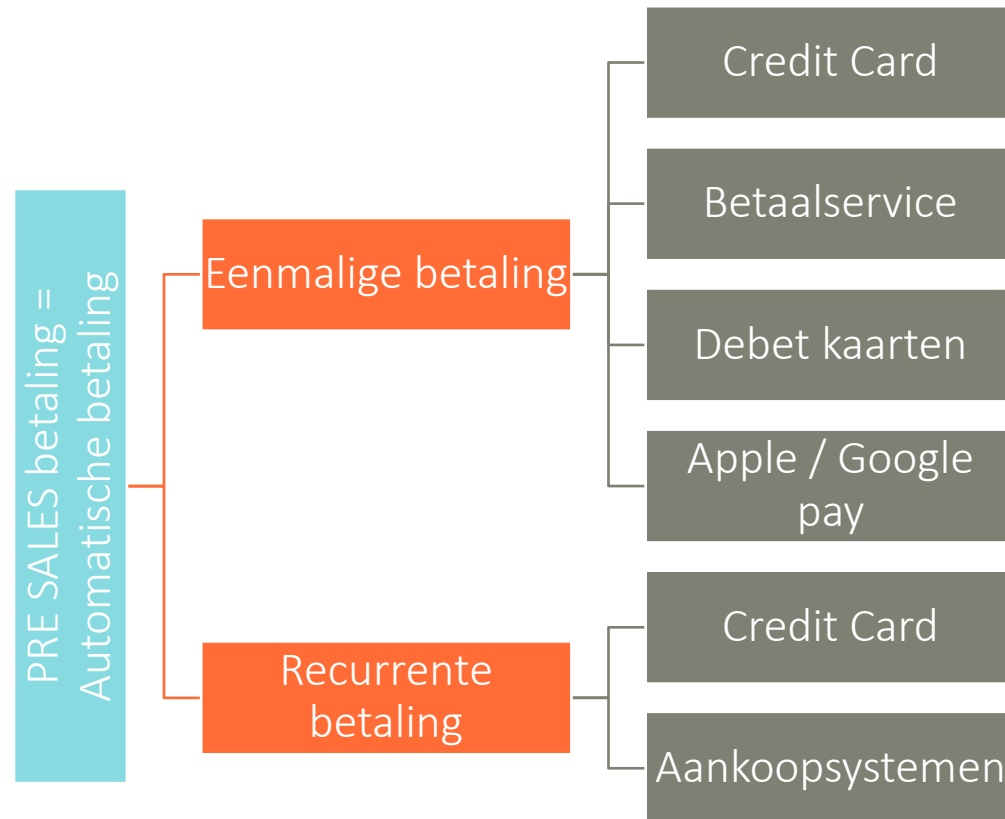 PRE SALES betaling =
Automatische betaling
Eenmalige betaling
Credit Card
Betaalservice
Debet kaarten
Apple / Google
pay
Recurrente
betaling
Credit Card
Aankoopsystemen